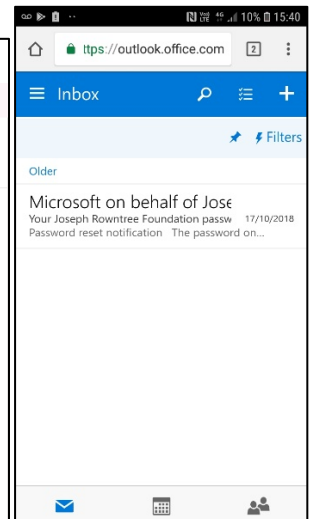 4G 10% 15:40
ttps://outlook.office.com 2
Inbox
Filters
Older
Microsoft on behalf of Jose
Your Joseph Rowntree Foundation passw 17/10/2018
Password reset notification The password on...